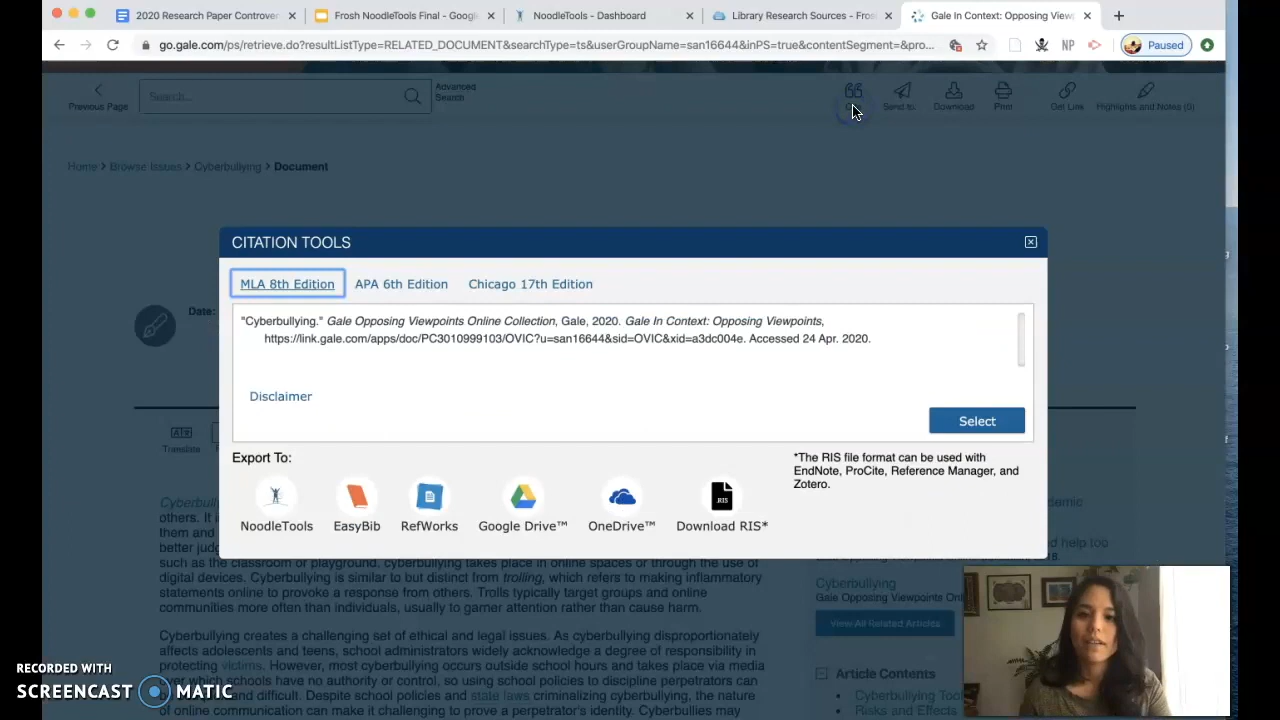 2020 Research Paper Controver
Frosh NoodleTools Final - Googl
NoodleTools - Dashboard
Library Research Sources - Fros
Gale In Context: Opposing View
go.gale.com/ps/retrieve.do?resultListType=RELATED_DOCUMENT&searchType=ts&userGroupName=san16644&inPS=true&contentSegment=&pro...
NP
Paused
Previous Page
Search...
Advanced
Search
Send to...
Download
Print
Get Link
Highlights and Notes (0)
Home > Browse Issues > Cyberbullying > Document
CITATION TOOLS
MLA 8th Edition
APA 6th Edition
Chicago 17th Edition
Date:
"Cyberbullying." Gale Opposing Viewpoints Online Collection, Gale, 2020. Gale In Context: Opposing Viewpoints,
https://link.gale.com/apps/doc/PC3010999103/OVIC?u=san16644&sid=OVIC&xid=a3dc004e. Accessed 24 Apr. 2020.
Disclaimer
Select
Translate
Export To:
*The RIS file format can be used with
EndNote, ProCite, Reference Manager, and
Zotero.
NoodleTools
EasyBib
RefWorks
Google Drive™
OneDrive™
.RIS
Download RIS*
others. It i
them and
better judg
such as the classroom or playground, cyberbullying takes place in online spaces or through the use of
digital devices. Cyberbullying is similar to but distinct from trolling, which refers to making inflammatory
statements online to provoke a response from others. Trolls typically target groups and online
communities more often than individuals, usually to garner attention rather than cause harm.
Cyberbullying creates a challenging set of ethical and legal issues. As cyberbullying disproportionately
affects adolescents and teens, school administrators widely acknowledge a degree of responsibility in
protecting victims. However, most cyberbullying occurs outside school hours and takes place via media
over which schools have no authority or control, so using school policies to discipline perpetrators can
and difficult. Despite school policies and state laws criminalizing cyberbullying, the nature
of online communication can make it challenging to prove a perpetrator's identity. Cyberbullies may
demic
nd help too
Cyberbullying
Gale Opposing Viewpoints Onl
View All Related Articles
Article Contents
Cyberbullying Too
Risks and Effects
RECORDED WITH
SCREENCAST MATIC